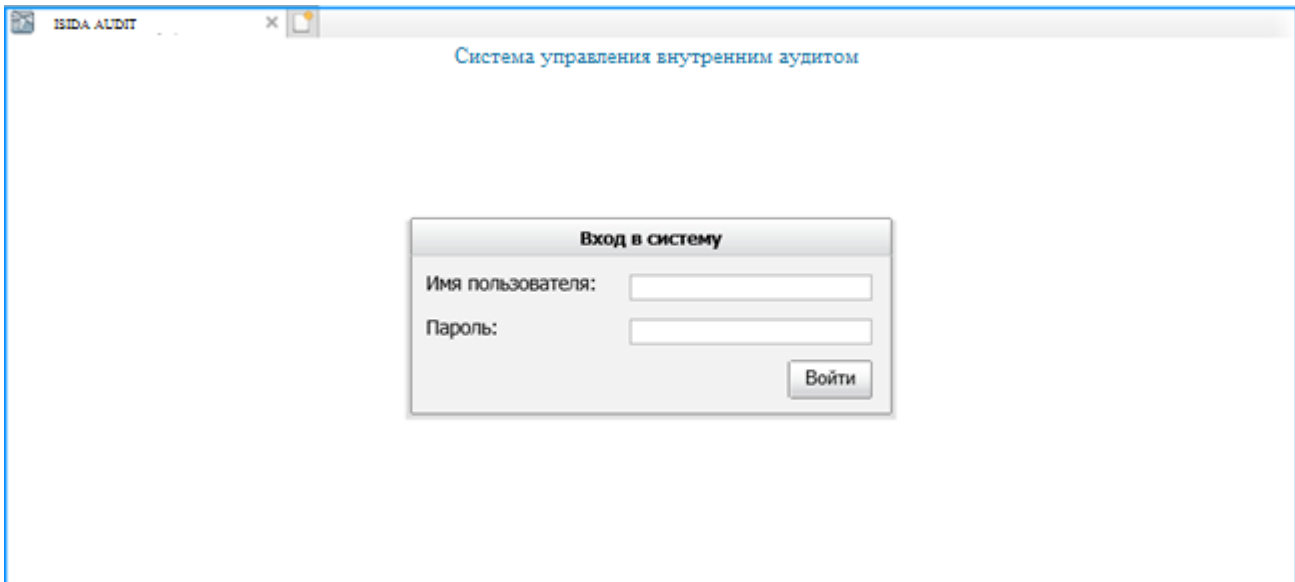 ISIDA AUDIT
Система управления внутренним аудитом
Вход в систему
Имя пользователя:
Пароль:
Войти